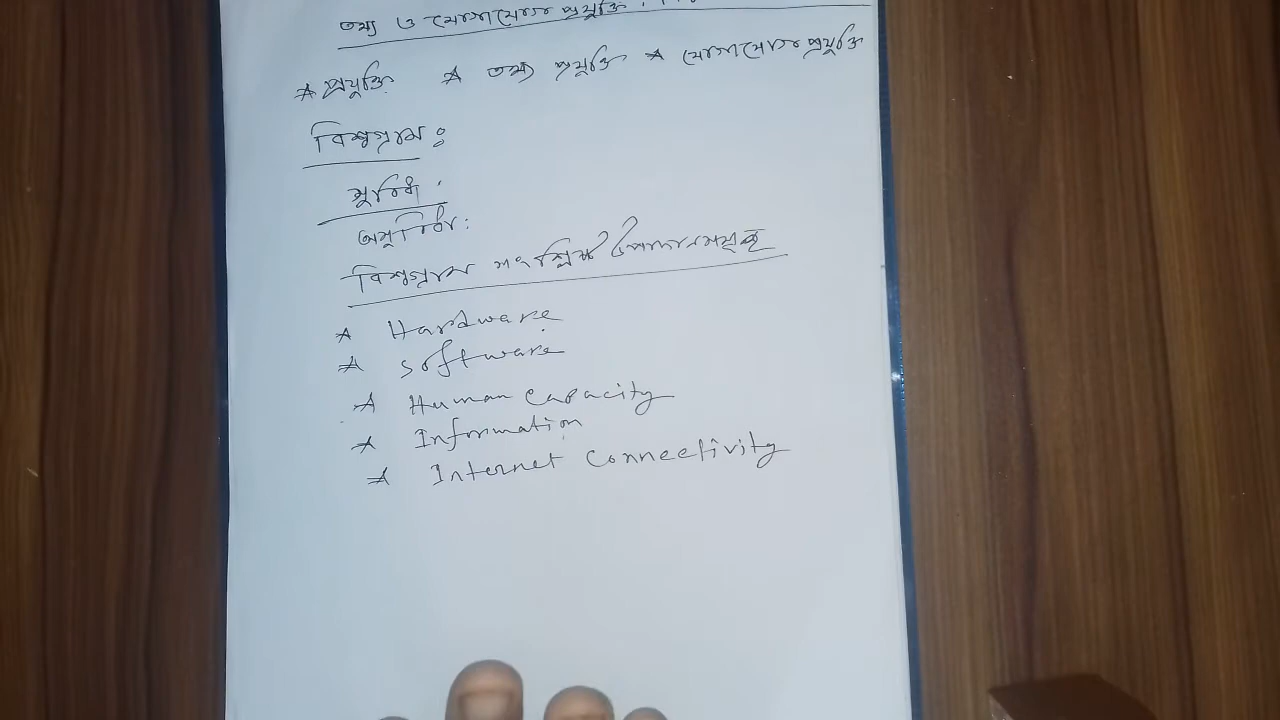 তথ্য ও যোগাযোগ প্রযুক্তি :
* প্রযুক্তি * তথ্য প্রযুক্তি * যোগাযোগ প্রযুক্তি
বিশ্বগ্রাম :
সুবিধা :
অসুবিধা :
বিশ্বগ্রাম সংশ্লিষ্ট উপাদানসমূহ
* Hardware
* Software
* Human Capacity
* Information
* Internet Connectivity